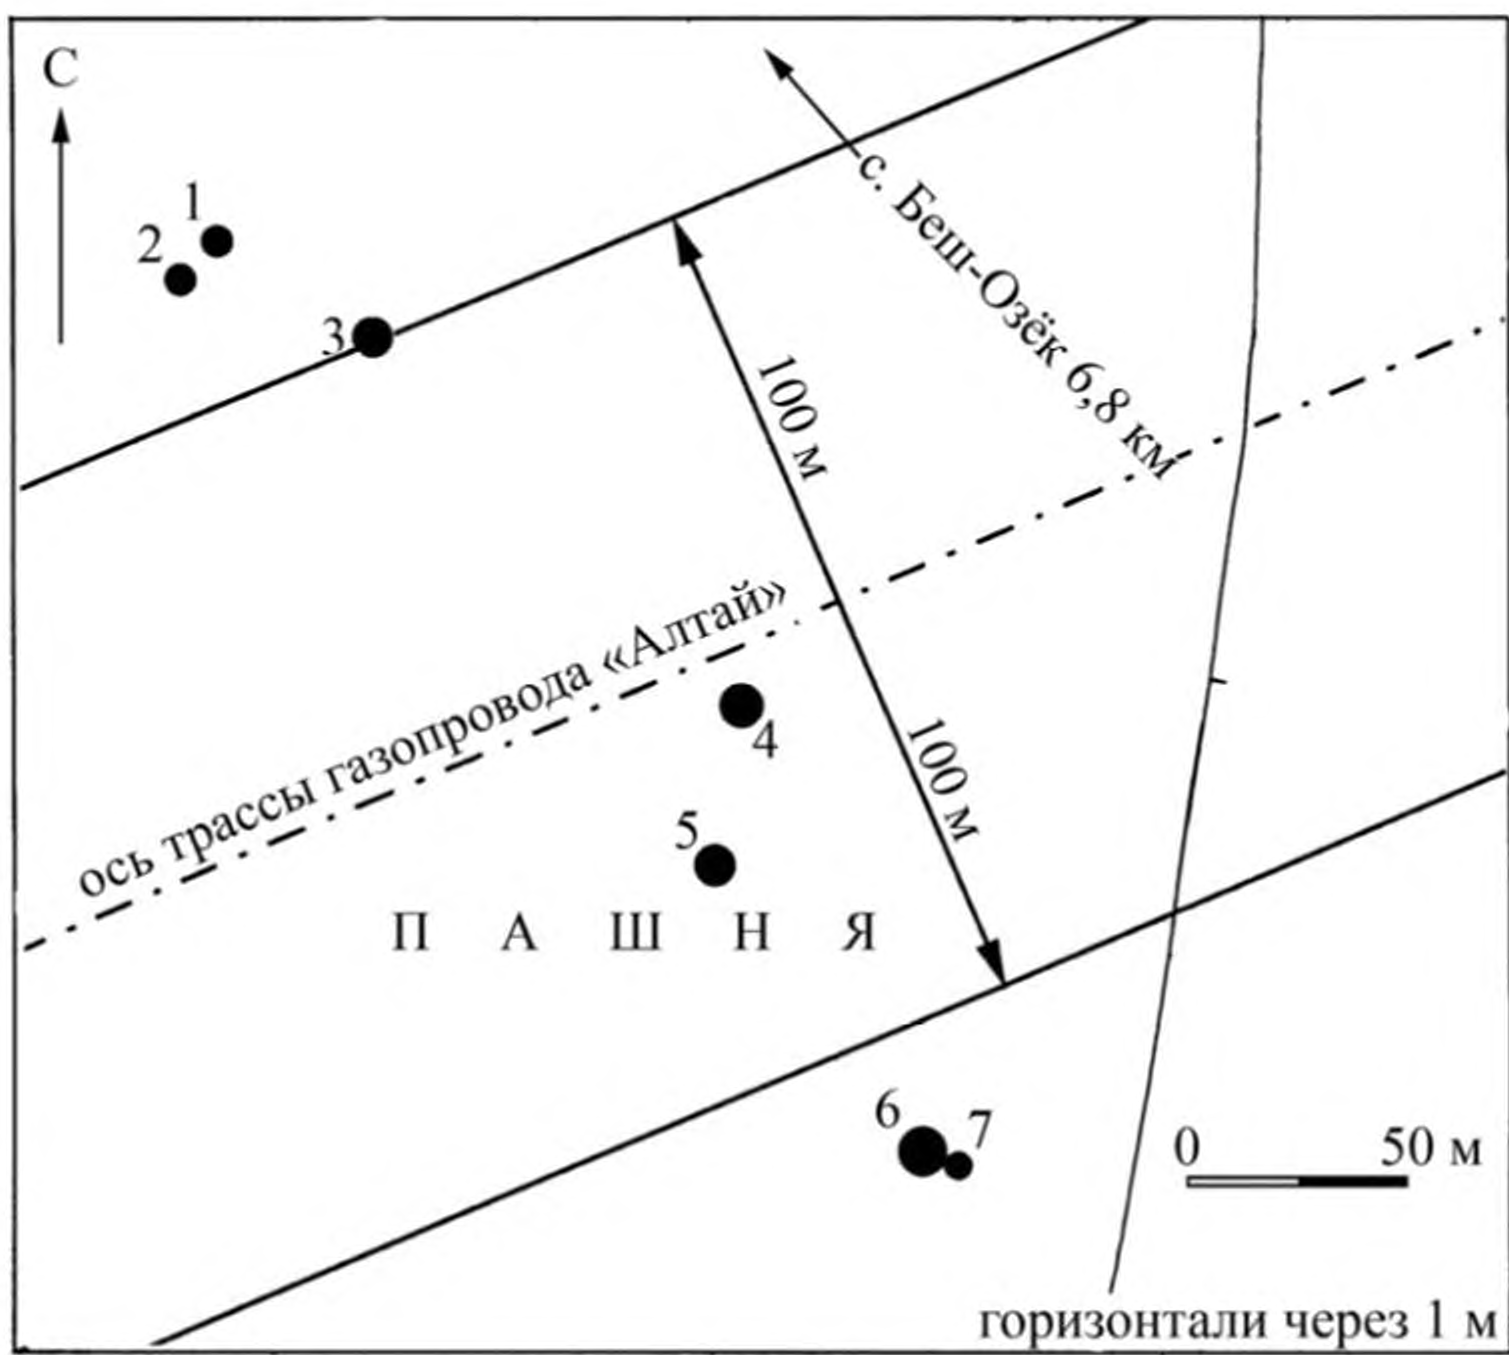 С
1
2
3
с. Беш-Озёк 6,8 км
100 м
ось трассы газопровода «Алтай»
4
100 м
5
ПАШНЯ
6
7
0 50 м
горизонтали через 1 м